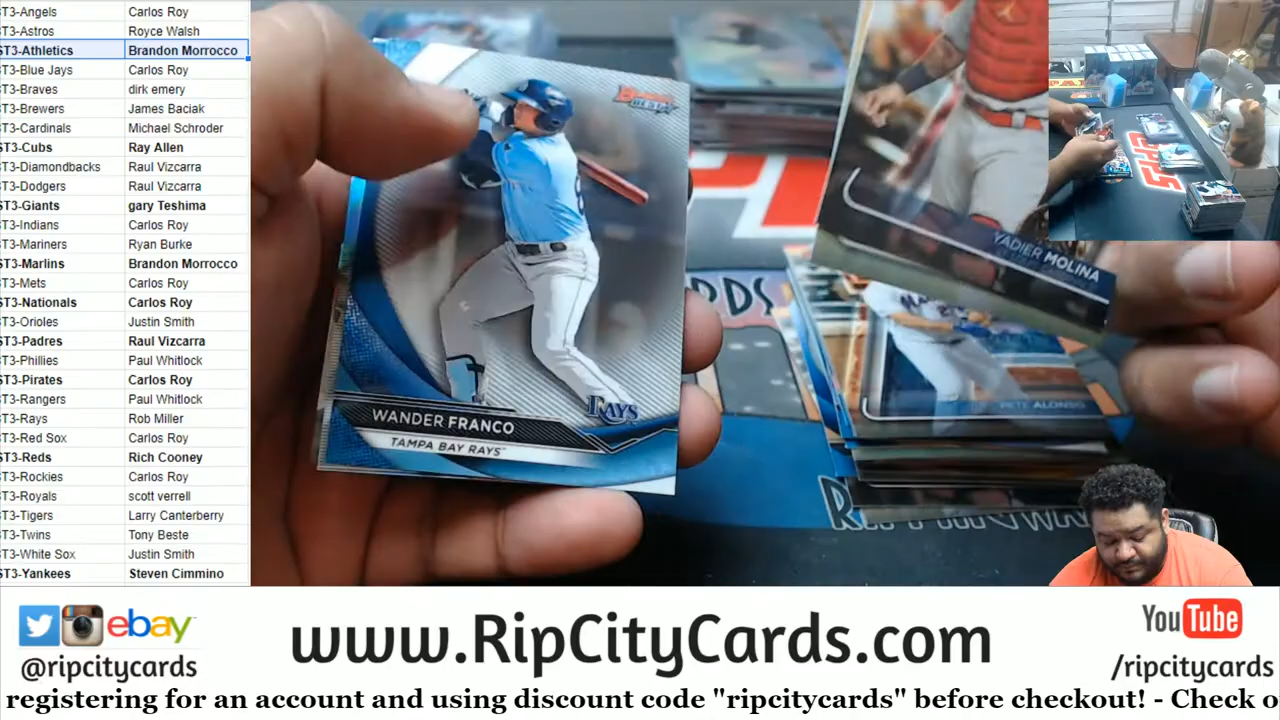 ST3-Angels Carlos Roy
ST3-Astros Royce Walsh
ST3-Athletics Brandon Morrocco
ST3-Blue Jays Carlos Roy
ST3-Braves dirk emery
ST3-Brewers James Baciak
ST3-Cardinals Michael Schroder
ST3-Cubs Ray Allen
ST3-Diamondbacks Raul Vizcarra
ST3-Dodgers Raul Vizcarra
ST3-Giants gary Teshima
ST3-Indians Carlos Roy
ST3-Mariners Ryan Burke
ST3-Marlins Brandon Morrocco
ST3-Mets Carlos Roy
ST3-Nationals Carlos Roy
ST3-Orioles Justin Smith
ST3-Padres Raul Vizcarra
ST3-Phillies Paul Whitlock
ST3-Pirates Carlos Roy
ST3-Rangers Paul Whitlock
ST3-Rays Rob Miller
ST3-Red Sox Carlos Roy
ST3-Reds Rich Cooney
ST3-Rockies Carlos Roy
ST3-Royals scott verrell
ST3-Tigers Larry Canterberry
ST3-Twins Tony Beste
ST3-White Sox Justin Smith
ST3-Yankees Steven Cimmino
Bowman's BEST
RAYS
WANDER FRANCO
TAMPA BAY RAYS
YADIER MOLINA
PETE ALONSO
ebay
@ripcitycards
www.RipCityCards.com
YouTube
/ripcitycards
registering for an account and using discount code "ripcitycards" before checkout! - Check o